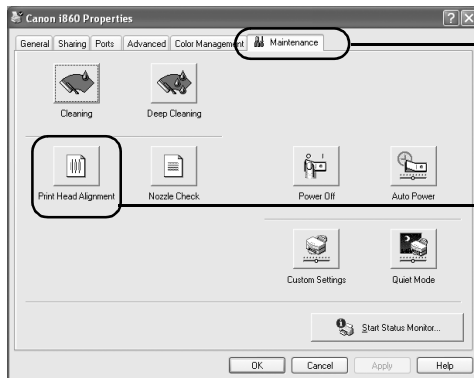 Canon i860 Properties
General Sharing Ports Advanced Color Management Maintenance
Cleaning Deep Cleaning
Print Head Alignment Nozzle Check Power Off Auto Power
Custom Settings Quiet Mode
Start Status Monitor...
OK Cancel Apply Help